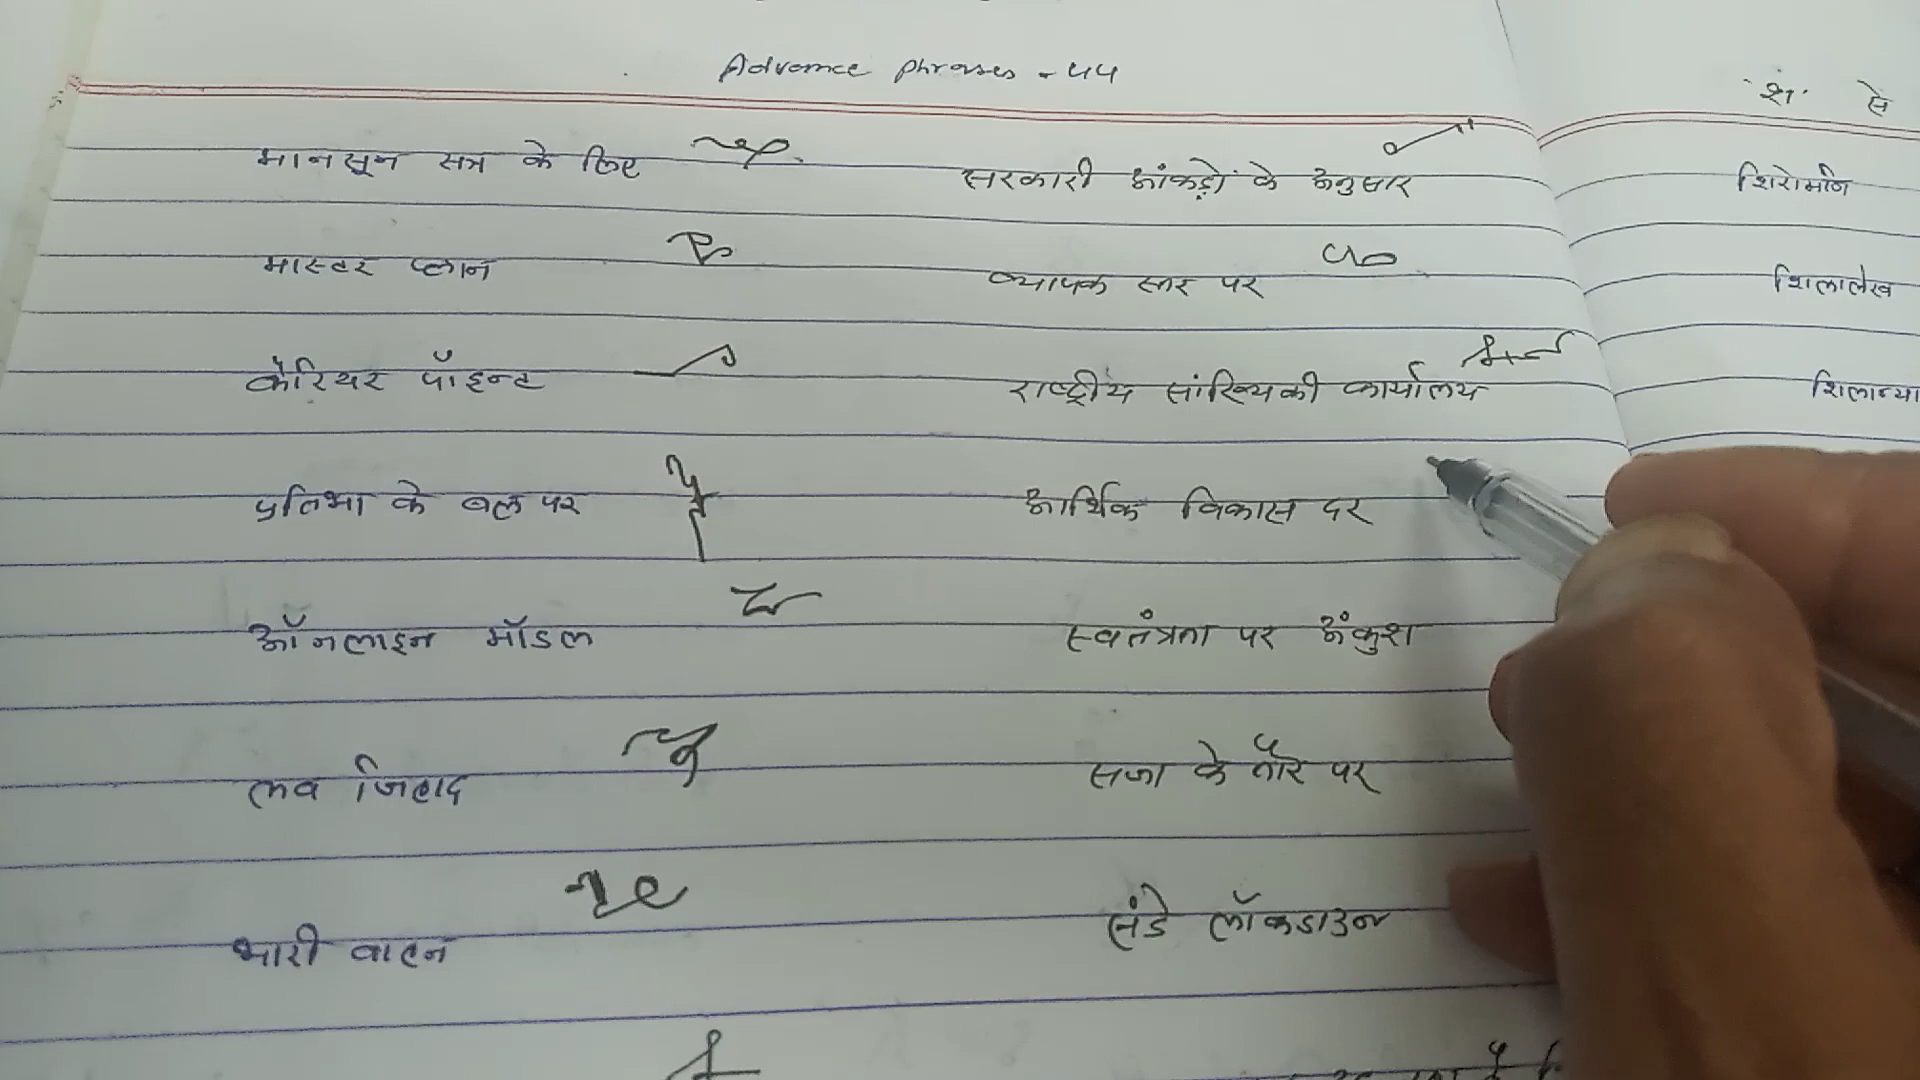 Advance phrases - 44
मानसून सत्र के लिए
मास्टर प्लान
कैरियर पॉइन्ट
प्रतिभा के बल पर
ऑनलाइन मॉडल
लव जिहाद
भारी वाहन
सरकारी आंकड़ों के अनुसार
व्यापक स्तर पर
राष्ट्रीय सांख्यिकी कार्यालय
आर्थिक विकास दर
स्वतंत्रता पर अंकुश
सजा के तौर पर
संडे लॉकडाउन
से
शिरोमणि
शिलालेख
शिलान्या